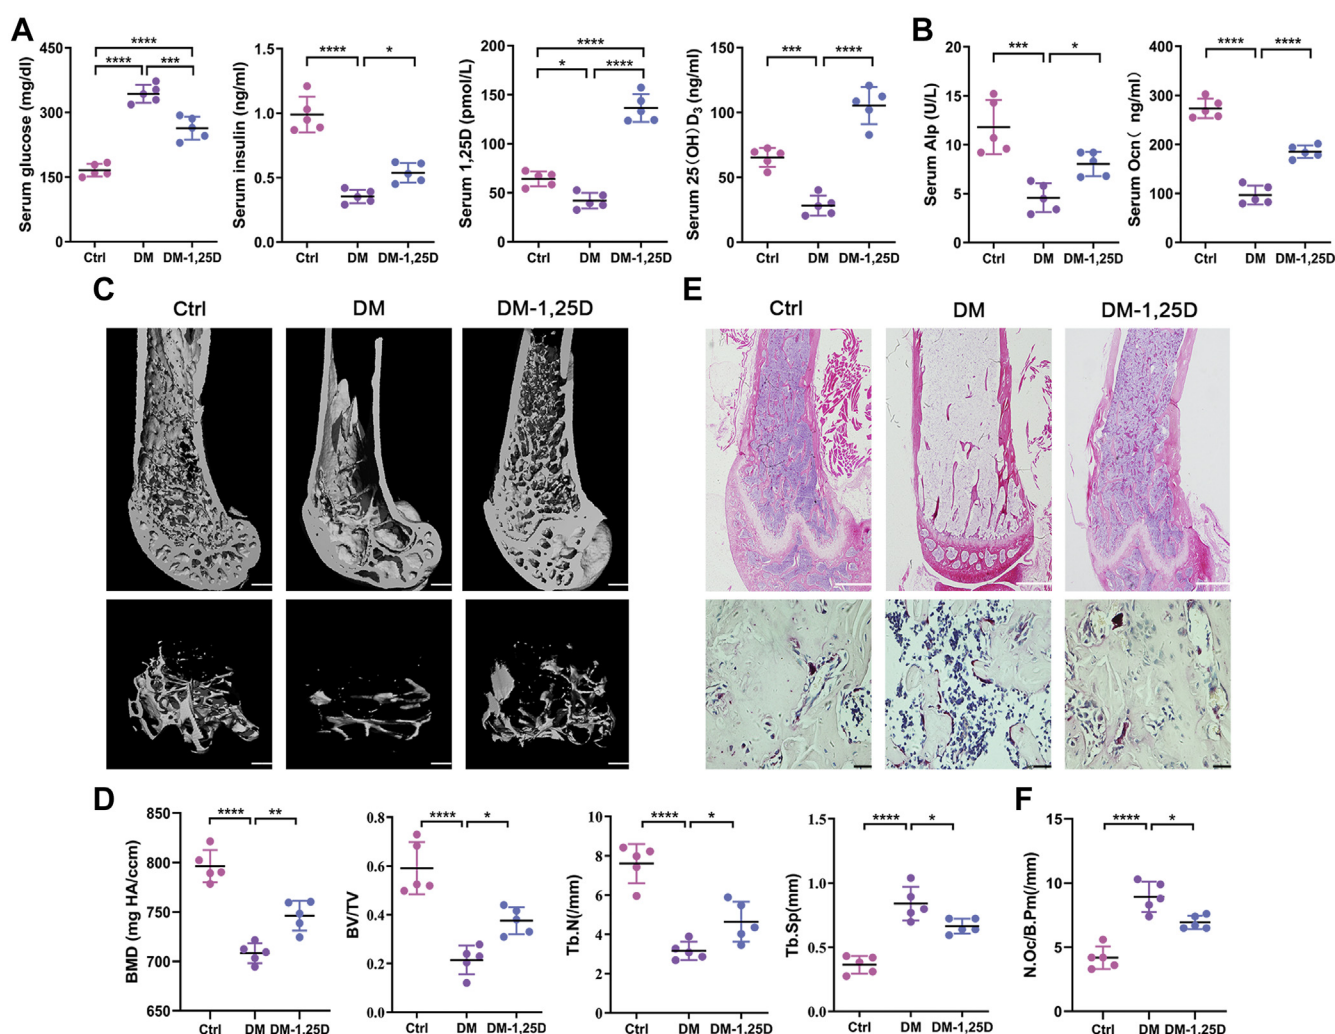 A
B
****
****
***
Serum glucose (mg/dl)
450
300
150
0
Ctrl
DM
DM-1,25D
****
*
Serum insulin (ng/ml)
1.5
1.0
0.5
0.0
Ctrl
DM
DM-1,25D
****
*
****
Serum 1,25D (pmol/L)
200
150
100
50
0
Ctrl
DM
DM-1,25D
***
****
Serum 25(OH)D3 (ng/ml)
150
100
50
0
Ctrl
DM
DM-1,25D
***
*
Serum Alp (U/L)
20
15
10
5
0
Ctrl
DM
DM-1,25D
****
****
Serum Ocn( ng/ml)
400
300
200
100
0
Ctrl
DM
DM-1,25D
C
Ctrl
DM
DM-1,25D
E
Ctrl
DM
DM-1,25D
D
****
**
BMD (mg HA/ccm)
850
800
750
700
650
Ctrl
DM
DM-1,25D
****
*
BV/TV
0.8
0.6
0.4
0.2
0.0
Ctrl
DM
DM-1,25D
****
*
Tb.N(/mm)
10
8
6
4
2
0
Ctrl
DM
DM-1,25D
****
*
Tb.Sp(mm)
1.5
1.0
0.5
0.0
Ctrl
DM
DM-1,25D
F
****
*
N.Oc/B.Pm(/mm)
15
10
5
0
Ctrl
DM
DM-1,25D